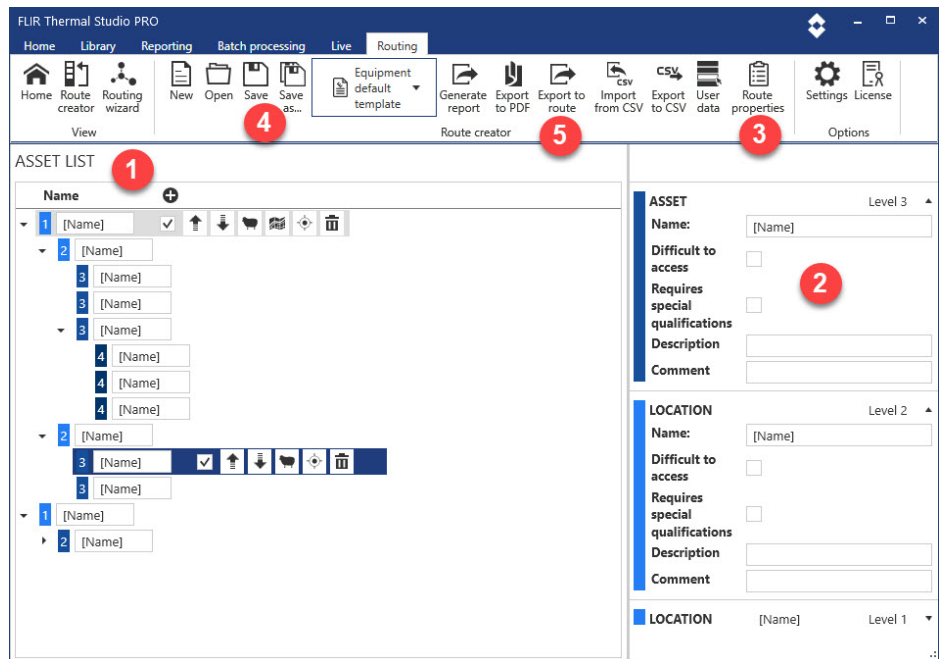 FLIR Thermal Studio PRO
Home Library Reporting Batch processing Live Routing
Home Route creator Routing wizard New Open Save Save as... Equipment default template Generate report Export to PDF Export to route Import from CSV Export to CSV User data Route properties Settings License
CSV CSV
4 5 3
View Route creator Options
ASSET LIST
1
Name
1 [Name]
2 [Name]
3 [Name]
3 [Name]
3 [Name]
4 [Name]
4 [Name]
4 [Name]
2 [Name]
3 [Name]
3 [Name]
1 [Name]
2 [Name]
ASSET Level 3
Name: [Name]
Difficult to
access
2
Requires
special
qualifications
Description
Comment
LOCATION Level 2
Name: [Name]
Difficult to
access
Requires
special
qualifications
Description
Comment
LOCATION [Name] Level 1